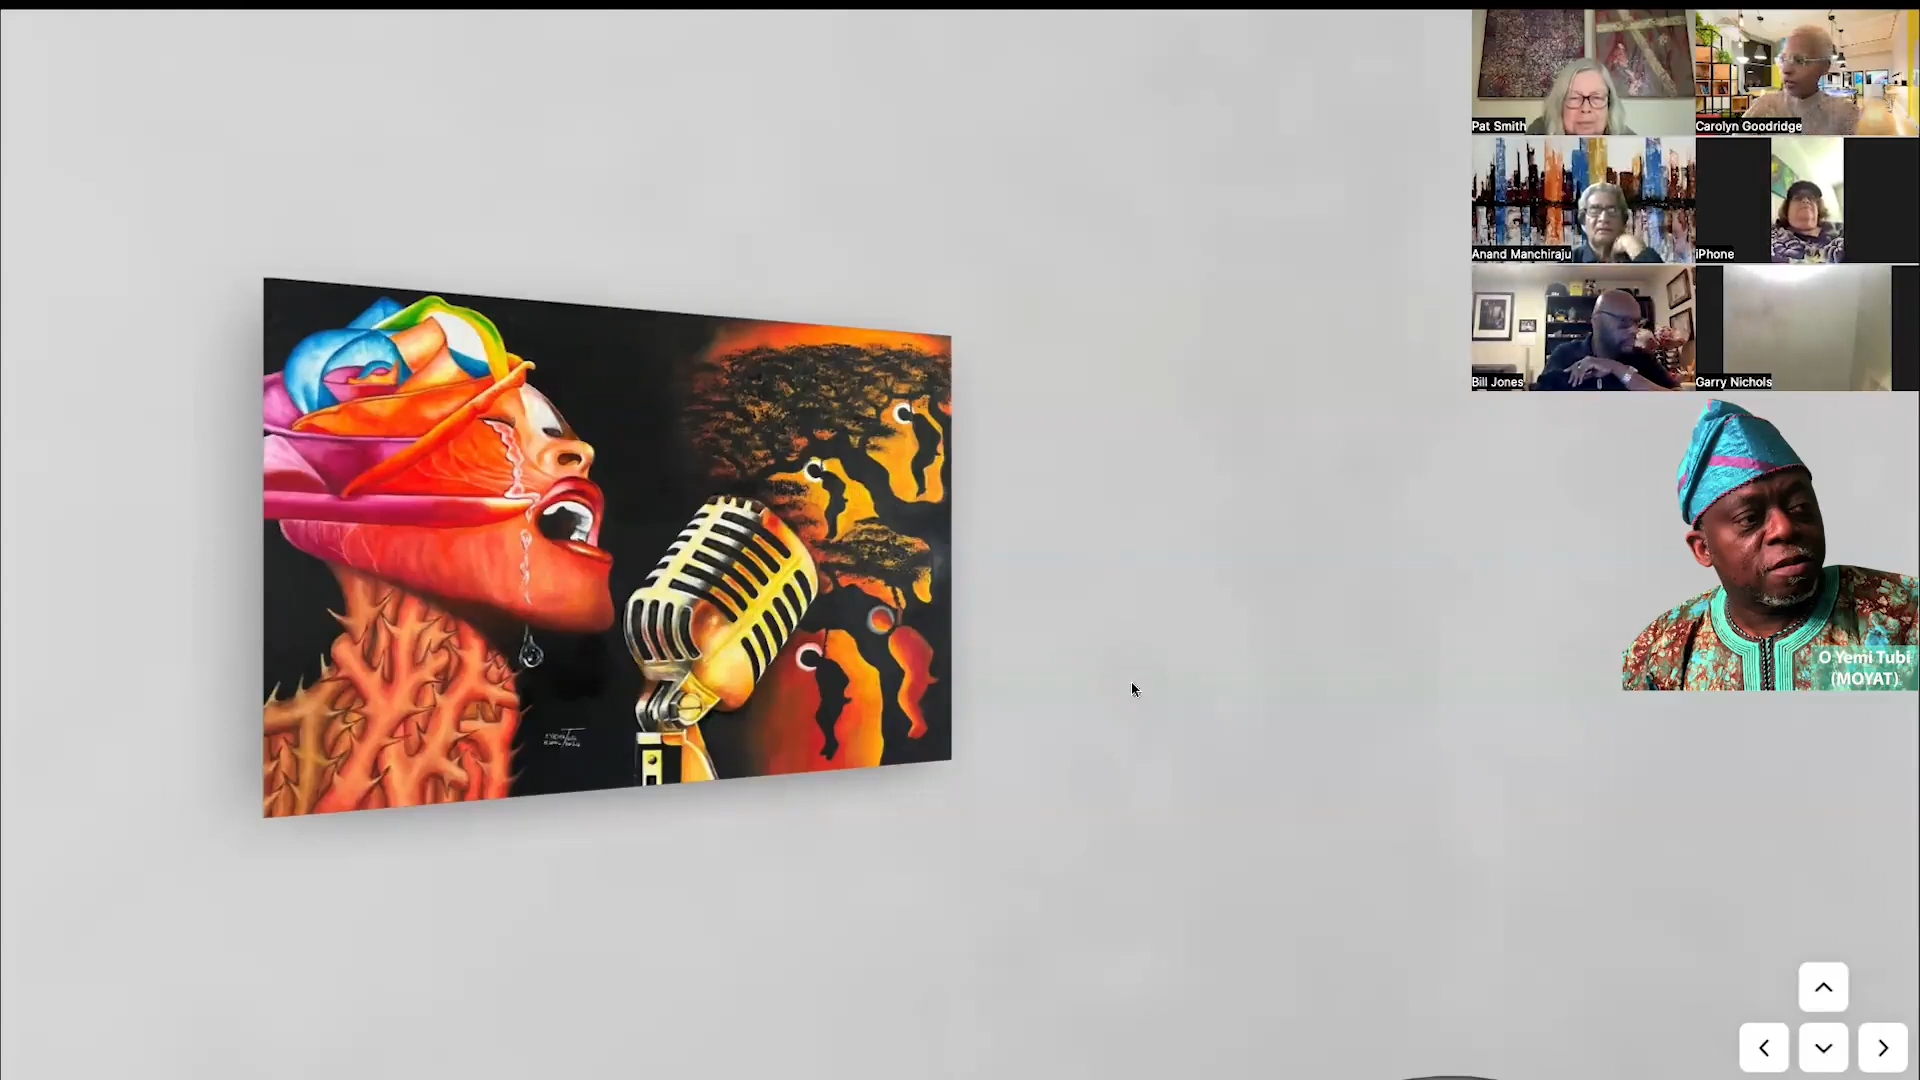 Pat Smith
Carolyn Goodridge
Anand Manchiraju
iPhone
Bill Jones
Garry Nichols
O Yemi Tubi
(MOYAT)